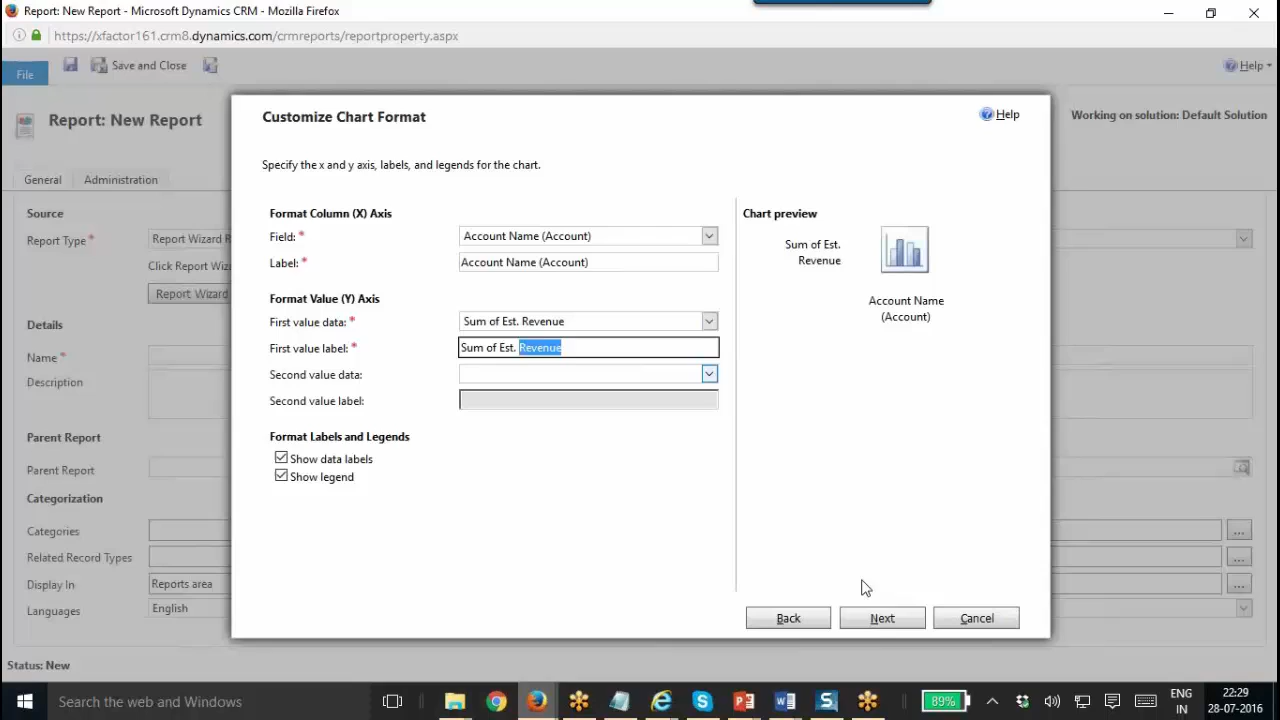 Report: New Report - Microsoft Dynamics CRM - Mozilla Firefox
https://xfactor161.crm8.dynamics.com/crmreports/reportproperty.aspx
File
Save and Close
Help
Report: New Report
Working on solution: Default Solution
General
Administration
Source
Report Type *
Report Wizard R
Click Report Wiz
Report Wizard
Details
Name *
Description
Parent Report
Parent Report
Categorization
Categories
...
Related Record Types
...
Display In
Reports area
...
Languages
English
Status: New
Customize Chart Format
Help
Specify the x and y axis, labels, and legends for the chart.
Format Column (X) Axis
Field: *
Account Name (Account)
Label: *
Account Name (Account)
Format Value (Y) Axis
First value data: *
Sum of Est. Revenue
First value label: *
Sum of Est. Revenue
Second value data:
Second value label:
Format Labels and Legends
Show data labels
Show legend
Chart preview
Sum of Est.
Revenue
Account Name
(Account)
Back
Next
Cancel
Search the web and Windows
89%
ENG
IN
22:29
28-07-2016